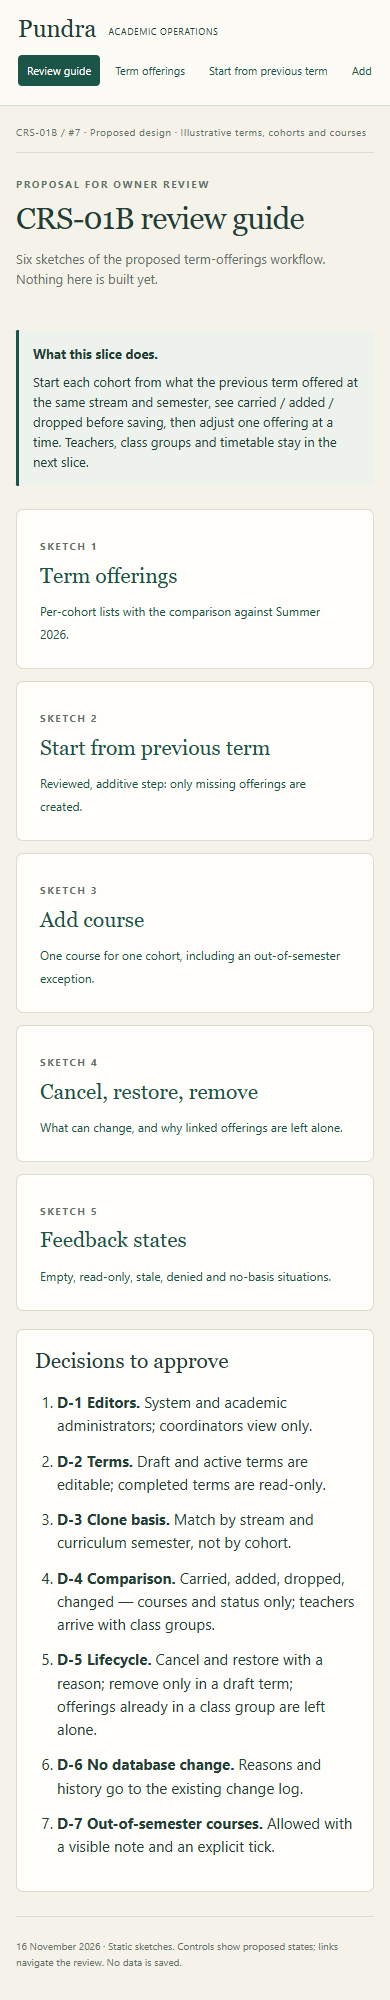 Pundra ACADEMIC OPERATIONS
Review guide Term offerings Start from previous term Add
CRS-01B / #7 · Proposed design · Illustrative terms, cohorts and courses
PROPOSAL FOR OWNER REVIEW
CRS-01B review guide
Six sketches of the proposed term-offerings workflow.
Nothing here is built yet.
What this slice does.
Start each cohort from what the previous term offered at
the same stream and semester, see carried / added /
dropped before saving, then adjust one offering at a
time. Teachers, class groups and timetable stay in the
next slice.
SKETCH 1
Term offerings
Per-cohort lists with the comparison against Summer
2026.
SKETCH 2
Start from previous term
Reviewed, additive step: only missing offerings are
created.
SKETCH 3
Add course
One course for one cohort, including an out-of-semester
exception.
SKETCH 4
Cancel, restore, remove
What can change, and why linked offerings are left alone.
SKETCH 5
Feedback states
Empty, read-only, stale, denied and no-basis situations.
Decisions to approve
1. D-1 Editors. System and academic
administrators; coordinators view only.
2. D-2 Terms. Draft and active terms are
editable; completed terms are read-only.
3. D-3 Clone basis. Match by stream and
curriculum semester, not by cohort.
4. D-4 Comparison. Carried, added, dropped,
changed — courses and status only; teachers
arrive with class groups.
5. D-5 Lifecycle. Cancel and restore with a
reason; remove only in a draft term;
offerings already in a class group are left
alone.
6. D-6 No database change. Reasons and
history go to the existing change log.
7. D-7 Out-of-semester courses. Allowed with
a visible note and an explicit tick.
16 November 2026 · Static sketches. Controls show proposed states; links
navigate the review. No data is saved.